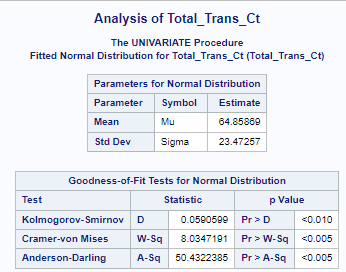 Analysis of Total_Trans_Ct
The UNIVARIATE Procedure
Fitted Normal Distribution for Total_Trans_Ct (Total_Trans_Ct)
Parameters for Normal Distribution
Parameter Symbol Estimate
Mean Mu 64.85869
Std Dev Sigma 23.47257
Goodness-of-Fit Tests for Normal Distribution
Test Statistic p Value
Kolmogorov-Smirnov D 0.0590599 Pr > D <0.010
Cramer-von Mises W-Sq 8.0347191 Pr > W-Sq <0.005
Anderson-Darling A-Sq 50.4322385 Pr > A-Sq <0.005